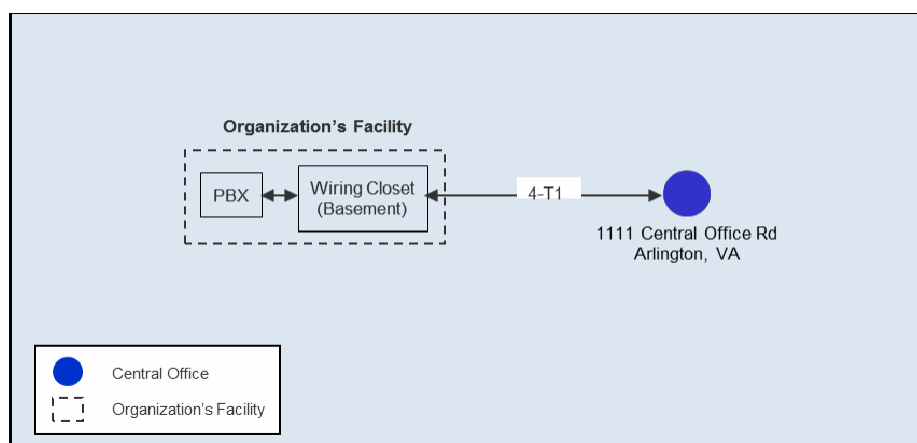 Organization's Facility
PBX
Wiring Closet
(Basement)
4-T1
1111 Central Office Rd
Arlington, VA
Central Office
Organization's Facility